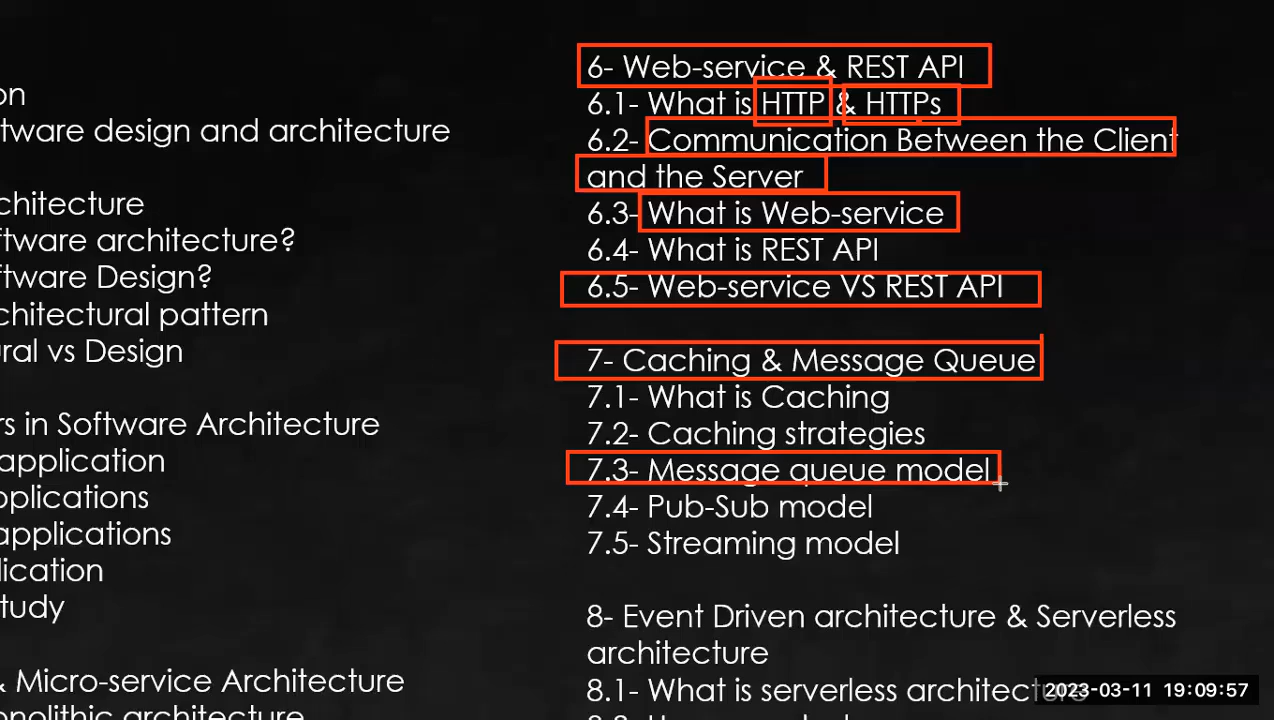 on
tware design and architecture
chitecture
ftware architecture?
ftware Design?
chitectural pattern
ral vs Design
rs in Software Architecture
application
pplications
applications
lication
tudy
& Micro-service Architecture
nolithic architecture
6- Web-service & REST API
6.1- What is HTTP & HTTPs
6.2- Communication Between the Client
and the Server
6.3- What is Web-service
6.4- What is REST API
6.5- Web-service VS REST API
7- Caching & Message Queue
7.1- What is Caching
7.2- Caching strategies
7.3- Message queue model
7.4- Pub-Sub model
7.5- Streaming model
8- Event Driven architecture & Serverless
architecture
8.1- What is serverless architecture
2023-03-11 19:09:57